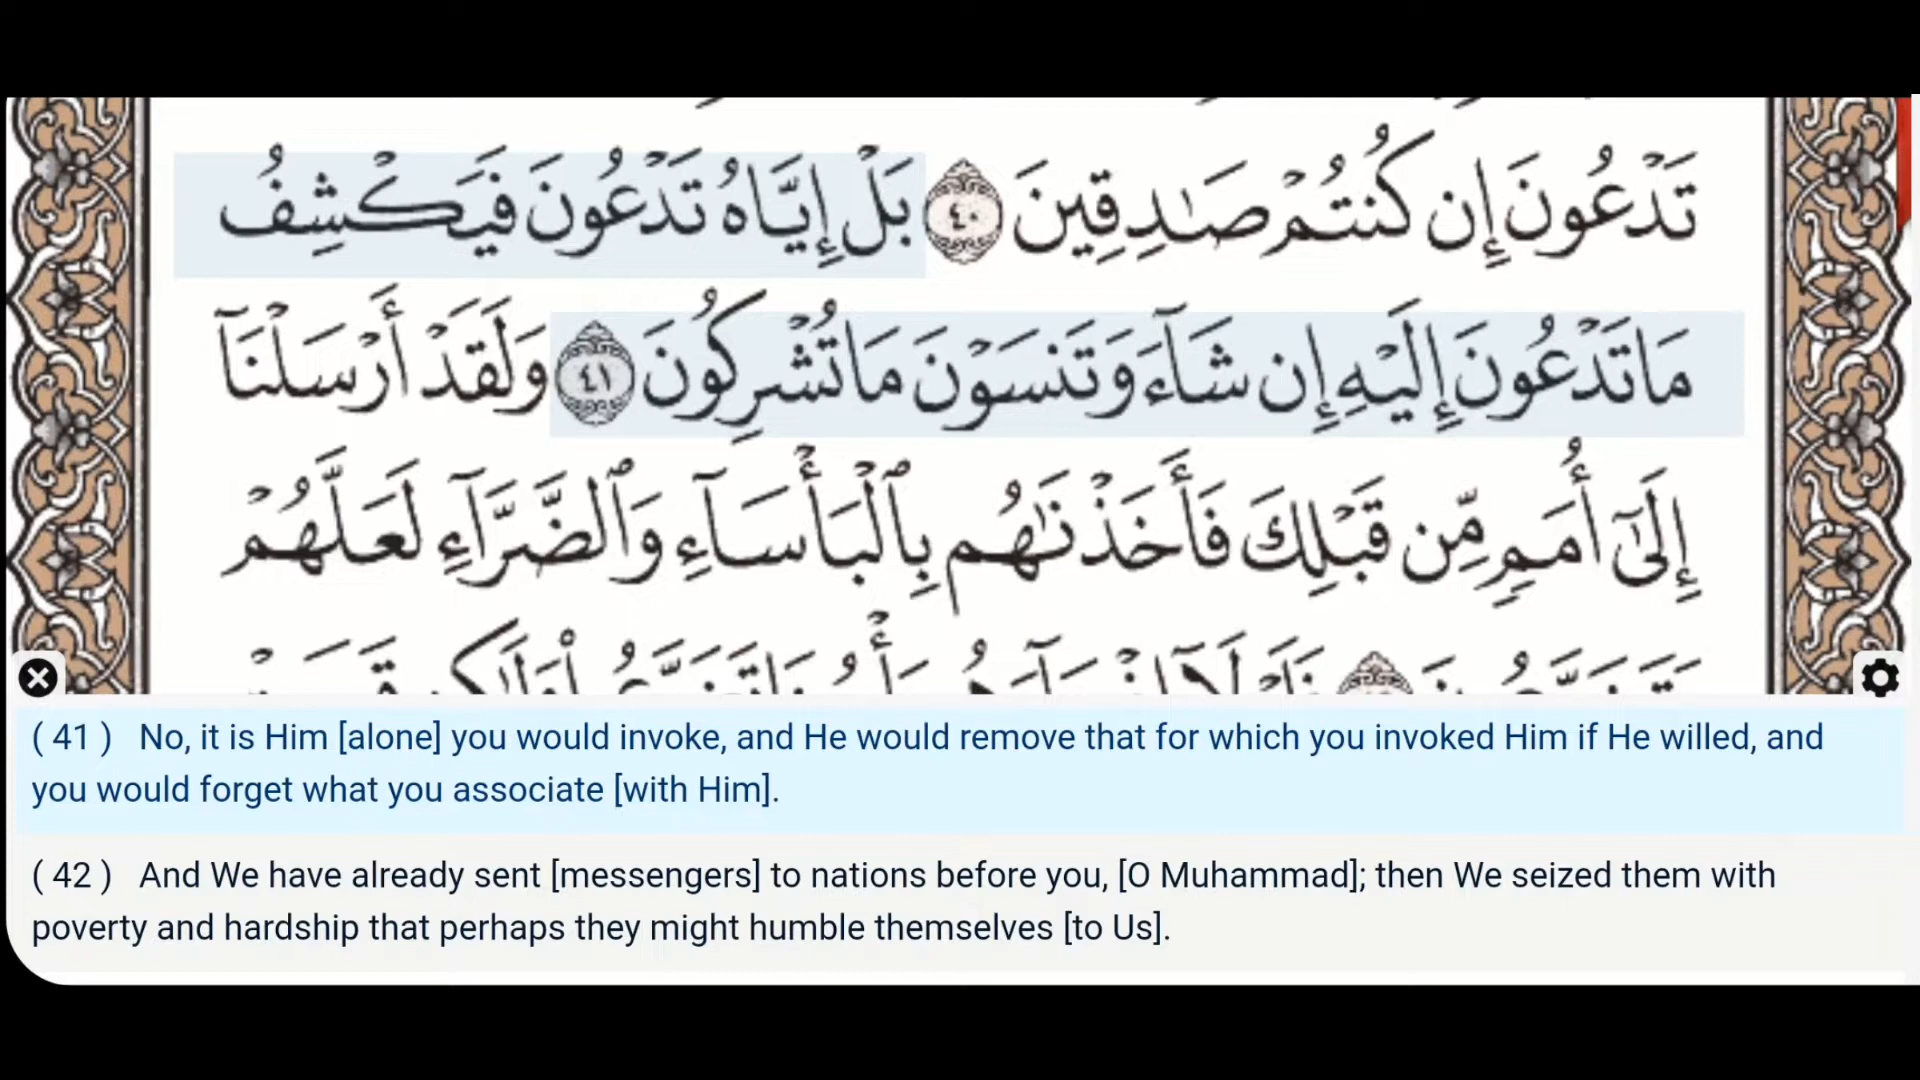 تَدْعُونَ إِن كُنتُمْ صَـٰدِقِينَ ٤٠ بَلْ إِيَّاهُ تَدْعُونَ فَيَكْشِفُ
مَا تَدْعُونَ إِلَيْهِ إِن شَآءَ وَتَنسَوْنَ مَا تُشْرِكُونَ ٤١ وَلَقَدْ أَرْسَلْنَآ
إِلَىٰٓ أُمَمٍ مِّن قَبْلِكَ فَأَخَذْنَـٰهُم بِٱلْبَأْسَآءِ وَٱلضَّرَّآءِ لَعَلَّهُمْ
( 41 ) No, it is Him [alone] you would invoke, and He would remove that for which you invoked Him if He willed, and
you would forget what you associate [with Him].
( 42 ) And We have already sent [messengers] to nations before you, [O Muhammad]; then We seized them with
poverty and hardship that perhaps they might humble themselves [to Us].